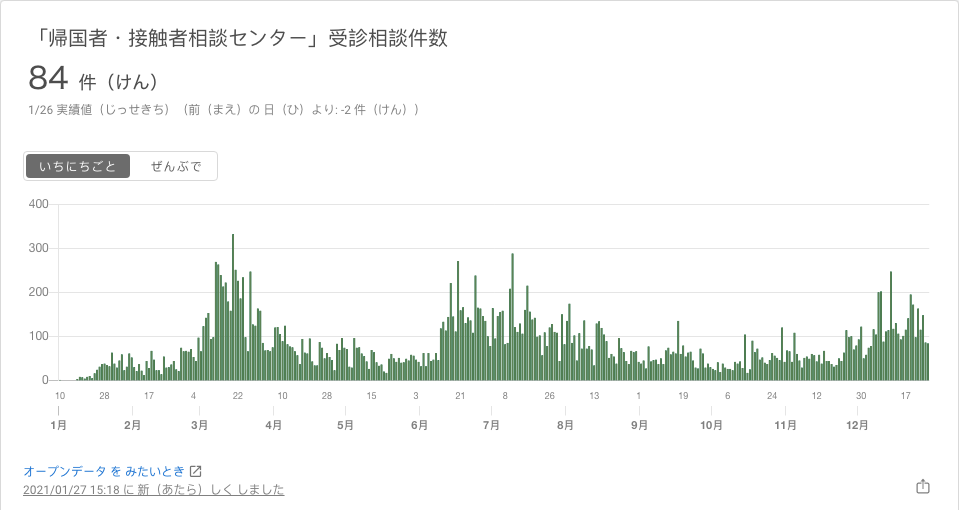 「帰国者・接触者相談センター」受診相談件数
84 件（けん）
1/26 実績値（じっせきち）（前（まえ）の 日（ひ）より: -2 件（けん））
いちにちごと ぜんぶで
400
300
200
100
0
10 28 17 4 22 10 28 15 3 21 8 26 13 1 19 6 24 12 30 17
1月 2月 3月 4月 5月 6月 7月 8月 9月 10月 11月 12月
オープンデータ を みたいとき
2021/01/27 15:18 に 新（あたら）しく しました